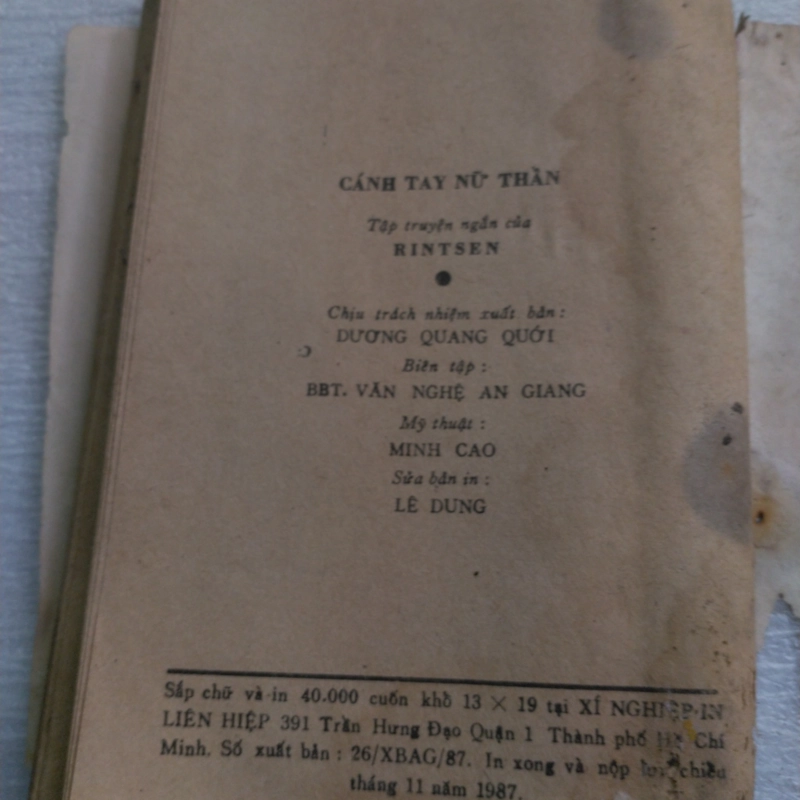 CÁNH TAY NỮ THẦN
Tập truyện ngắn của
RINTSEN
Chịu trách nhiệm xuất bản:
DƯƠNG QUANG QUỚI
Biên tập :
BBT. VĂN NGHỆ AN GIANG
Mỹ thuật :
MINH CAO
Sửa bản in :
LÊ DUNG
Sắp chữ và in 40.000 cuốn khổ 13 × 19 tại XÍ NGHIỆP IN
LIÊN HIỆP 391 Trần Hưng Đạo Quận 1 Thành phố Hồ Chí
Minh. Số xuất bản : 26/XBAG/87. In xong và nộp lưu chiểu
tháng 11 năm 1987.